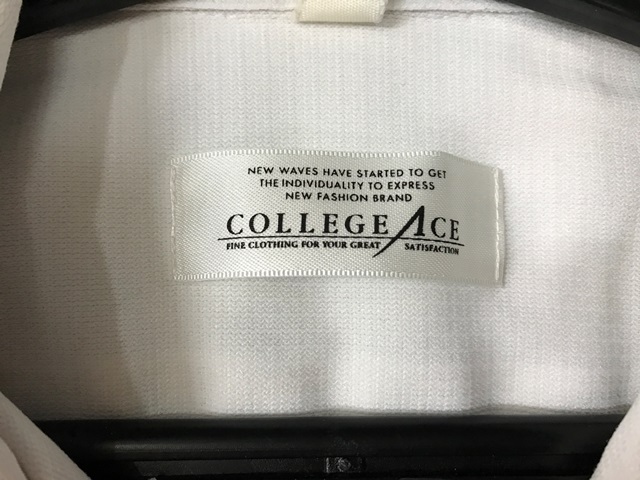 NEW WAVES HAVE STARTED TO GET
THE INDIVIDUALITY TO EXPRESS
NEW FASHION BRAND
COLLEGE ACE
FINE CLOTHING FOR YOUR GREAT SATISFACTION